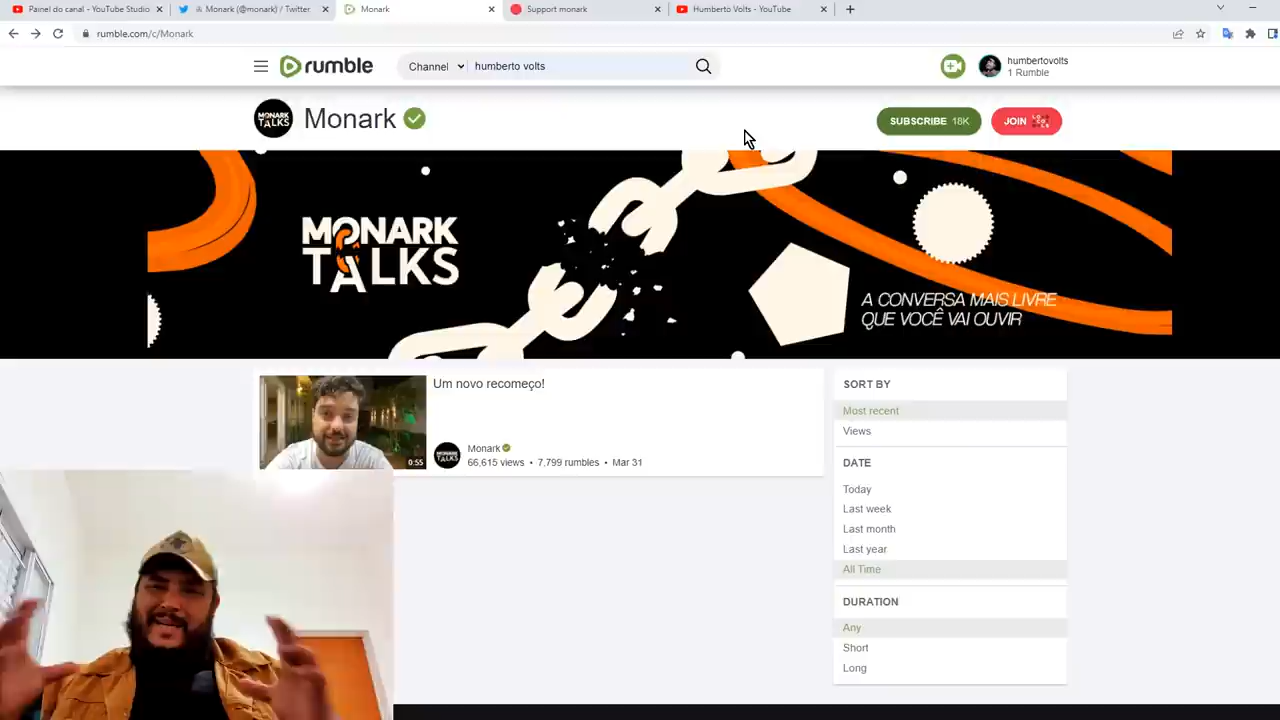 Painel do canal - YouTube Studio
Monark (@monark) / Twitter
Monark
Support monark
Humberto Volts - YouTube
rumble.com/c/Monark
rumble
Channel
humberto volts
humbertovolts
1 Rumble
MONARK TALKS
Monark
SUBSCRIBE 18K
JOIN
MONARK
TALKS
A CONVERSA MAIS LIVRE
QUE VOCÊ VAI OUVIR
Um novo recomeço!
0:55
Monark
66,615 views • 7,799 rumbles • Mar 31
SORT BY
Most recent
Views
DATE
Today
Last week
Last month
Last year
All Time
DURATION
Any
Short
Long